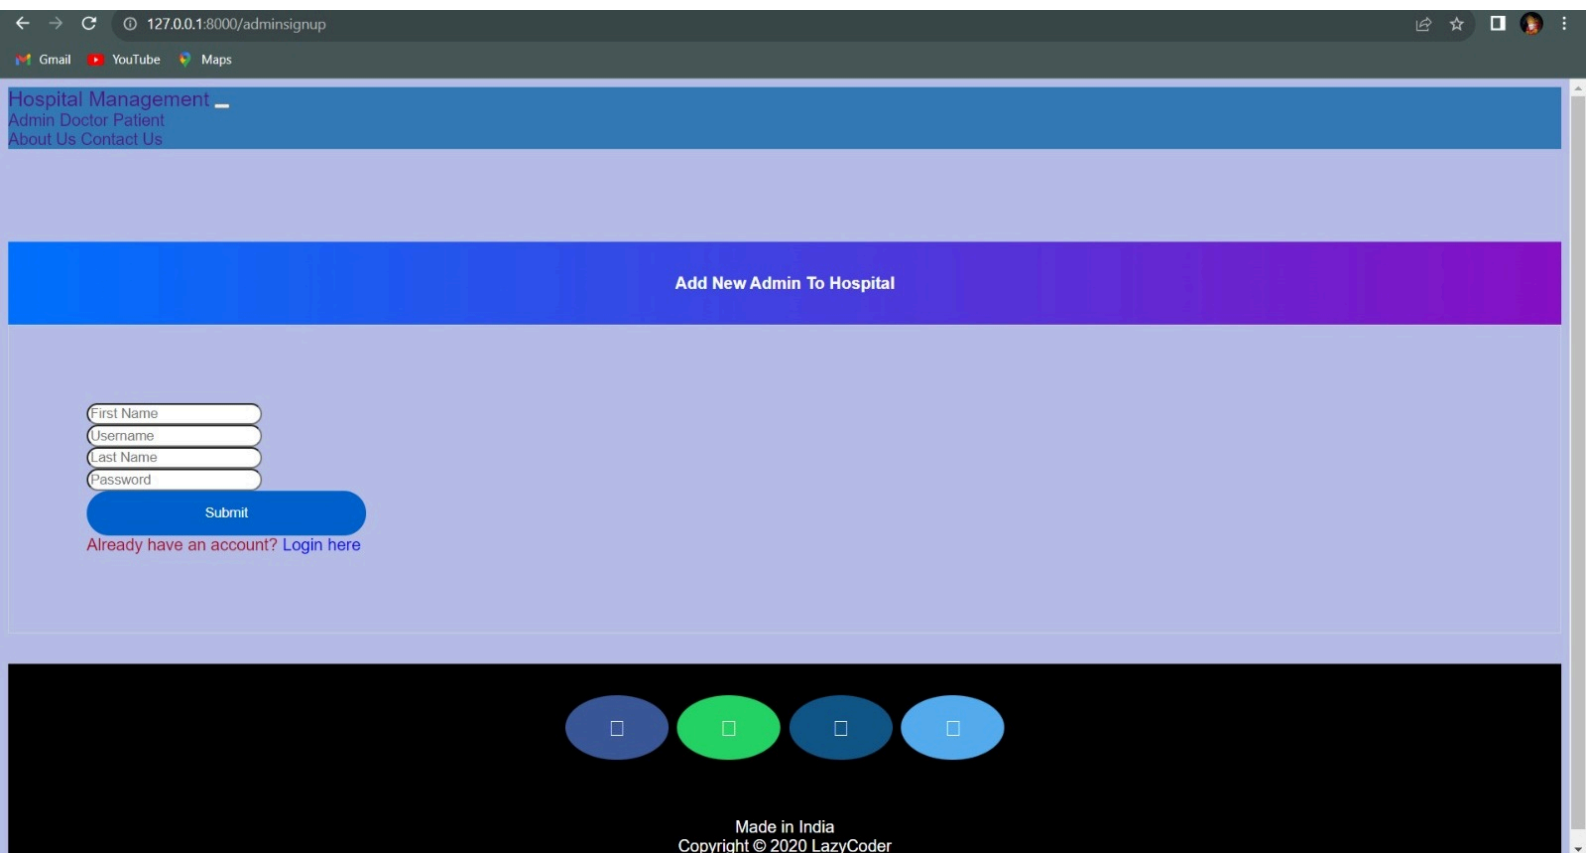 127.0.0.1:8000/adminsignup
Gmail YouTube Maps
Hospital Management
Admin Doctor Patient
About Us Contact Us
Add New Admin To Hospital
First Name
Username
Last Name
Password
Submit
Already have an account? Login here
Made in India
Copyright © 2020 LazyCoder